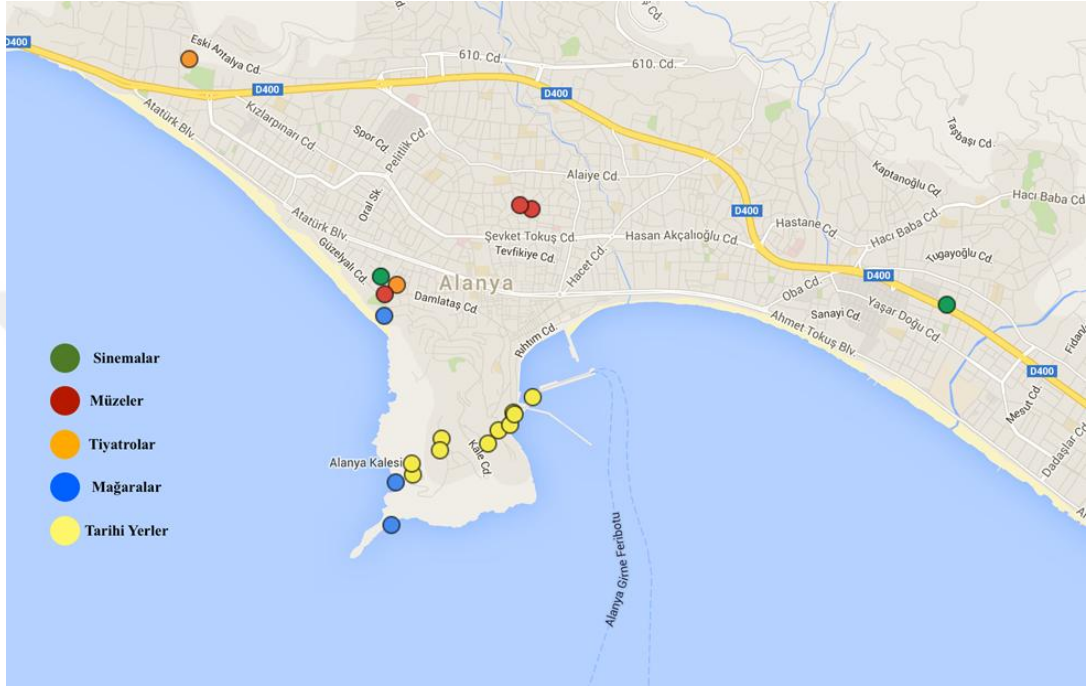 D400
Eski Antalya Cd.
610. Cd.
610. Cd.
D400
D400
Atatürk Blv.
Kızlarpınarı Cd.
Spor Cd.
Pelitlik Cd.
Taşbaşı Cd.
Alaiye Cd.
Kaptanoğlu Cd.
Oral Sk.
Hacı Baba Cd.
D400
Atatürk Blv.
Şevket Tokuş Cd.
Hasan Akçalıoğlu Cd.
Hastane Cd.
Hacı Baba Cd.
Tevfikiye Cd.
Güzelyalı Cd.
Hacet Cd.
Tugayoğlu Cd.
D400
Alanya
Damlataş Cd.
Oba Cd.
Sanayi Cd.
Yaşar Doğu Cd.
Ahmet Tokuş Blv.
Rıhtım Cd.
Fidan
D400
Mesut Cd.
Sinemalar
Müzeler
Tiyatrolar
Mağaralar
Tarihi Yerler
Kale Cd.
Alanya Kalesi
Dadaşlar Cd.
Alanya Girne Feribotu